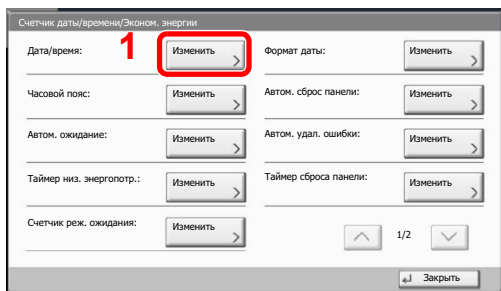 Счетчик даты/времени/Эконом. энергии
Дата/время:
1
Изменить
Формат даты:
Изменить
Часовой пояс:
Изменить
Автом. сброс панели:
Изменить
Автом. ожидание:
Изменить
Автом. удал. ошибки:
Изменить
Таймер низ. энергопотр.:
Изменить
Таймер сброса панели:
Изменить
Счетчик реж. ожидания:
Изменить
1/2
Закрыть